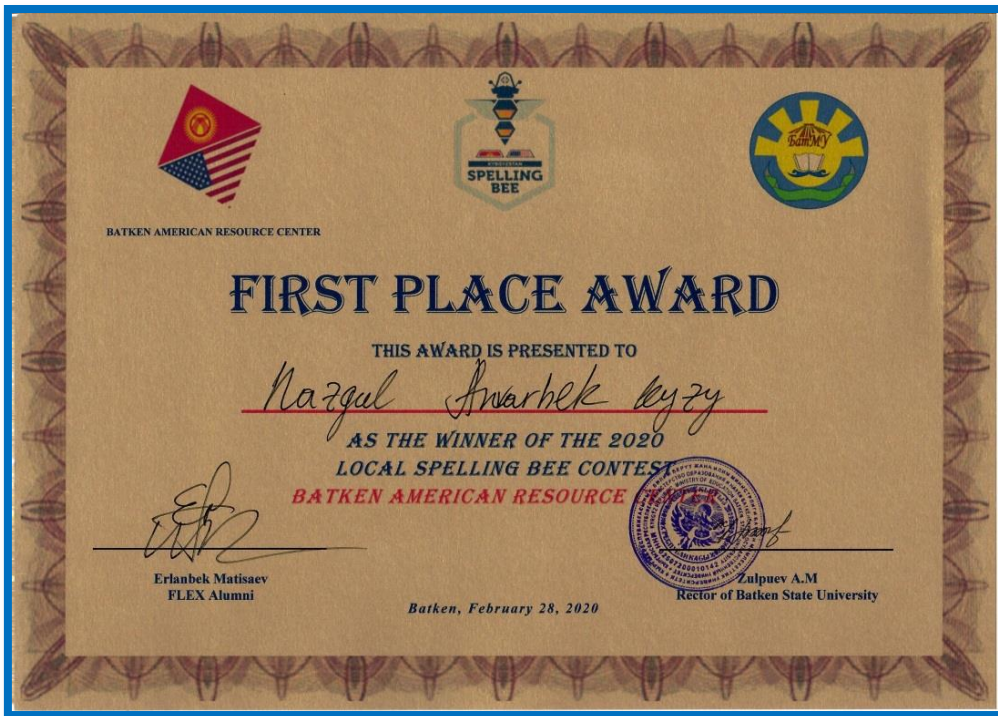 БатМУ
KYRGYZSTAN
SPELLING
BEE
BATKEN AMERICAN RESOURCE CENTER
FIRST PLACE AWARD
THIS AWARD IS PRESENTED TO
Nazgul Anvarbek kyzy
AS THE WINNER OF THE 2020
LOCAL SPELLING BEE CONTEST
BATKEN AMERICAN RESOURCE CENTER
Erlanbek Matisaev
FLEX Alumni
Zulpuev A.M
Rector of Batken State University
Batken, February 28, 2020